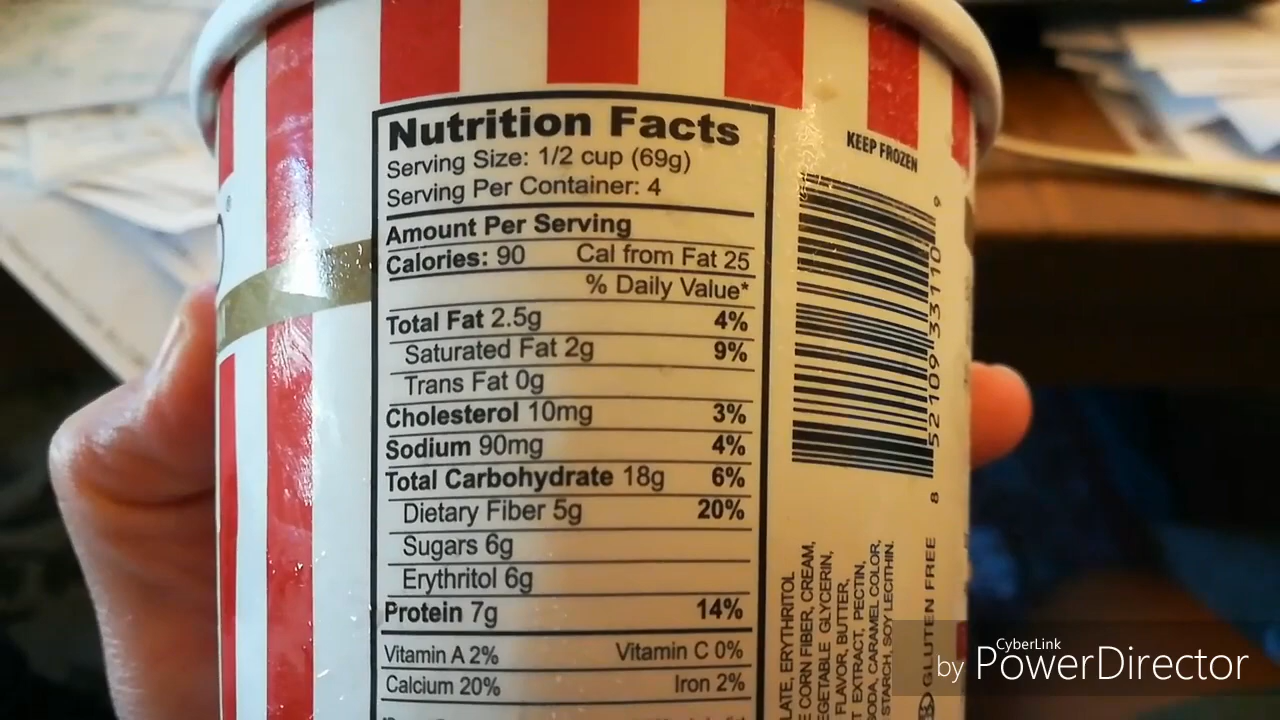 Nutrition Facts
Serving Size: 1/2 cup (69g)
Serving Per Container: 4
Amount Per Serving
Calories: 90 Cal from Fat 25
% Daily Value*
Total Fat 2.5g 4%
Saturated Fat 2g 9%
Trans Fat 0g
Cholesterol 10mg 3%
Sodium 90mg 4%
Total Carbohydrate 18g 6%
Dietary Fiber 5g 20%
Sugars 6g
Erythritol 6g
Protein 7g 14%
Vitamin A 2% Vitamin C 0%
Calcium 20% Iron 2%
KEEP FROZEN
8 52109 33110 9
LATE, ERYTHRITOL
CORN FIBER, CREAM,
EGETABLE GLYCERIN,
FLAVOR, BUTTER,
EXTRACT, PECTIN,
SODA, CARAMEL COLOR,
STARCH, SOY LECITHIN.
GLUTEN FREE
by CyberLink
PowerDirector